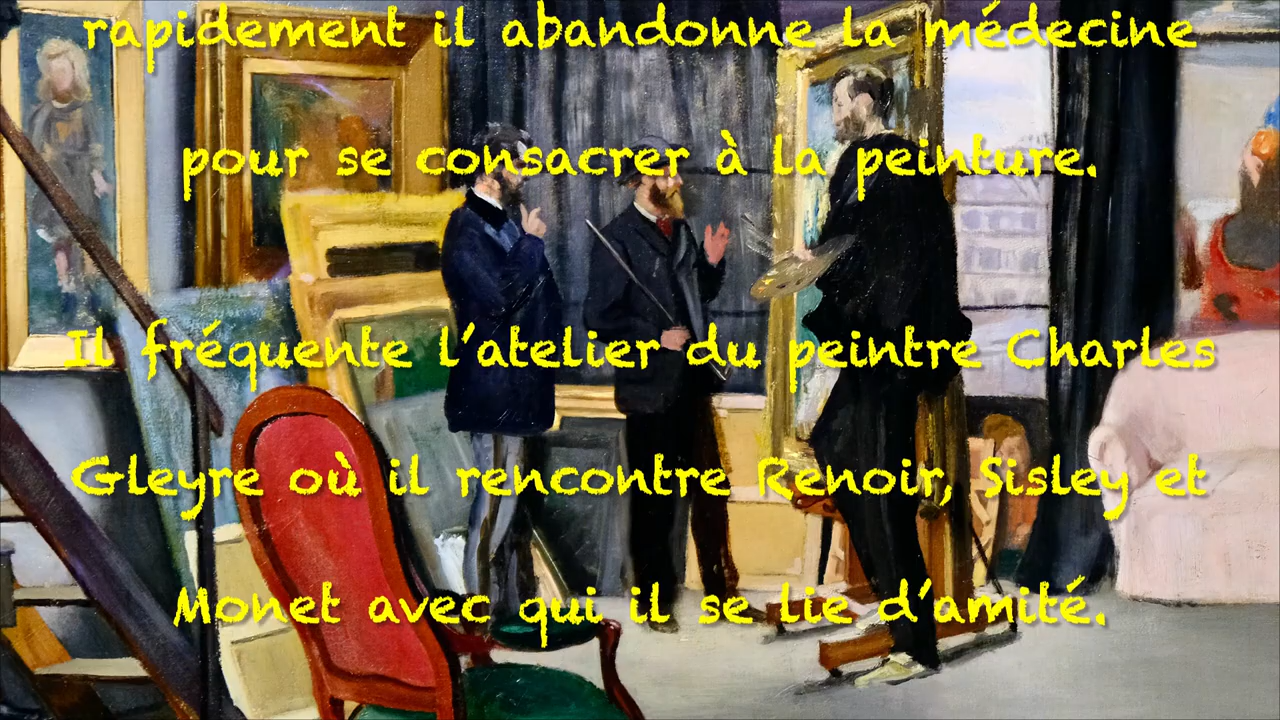 rapidement il abandonne la médecine
pour se consacrer à la peinture.
Il fréquente l'atelier du peintre Charles
Gleyre où il rencontre Renoir, Sisley et
Monet avec qui il se lie d'amité.